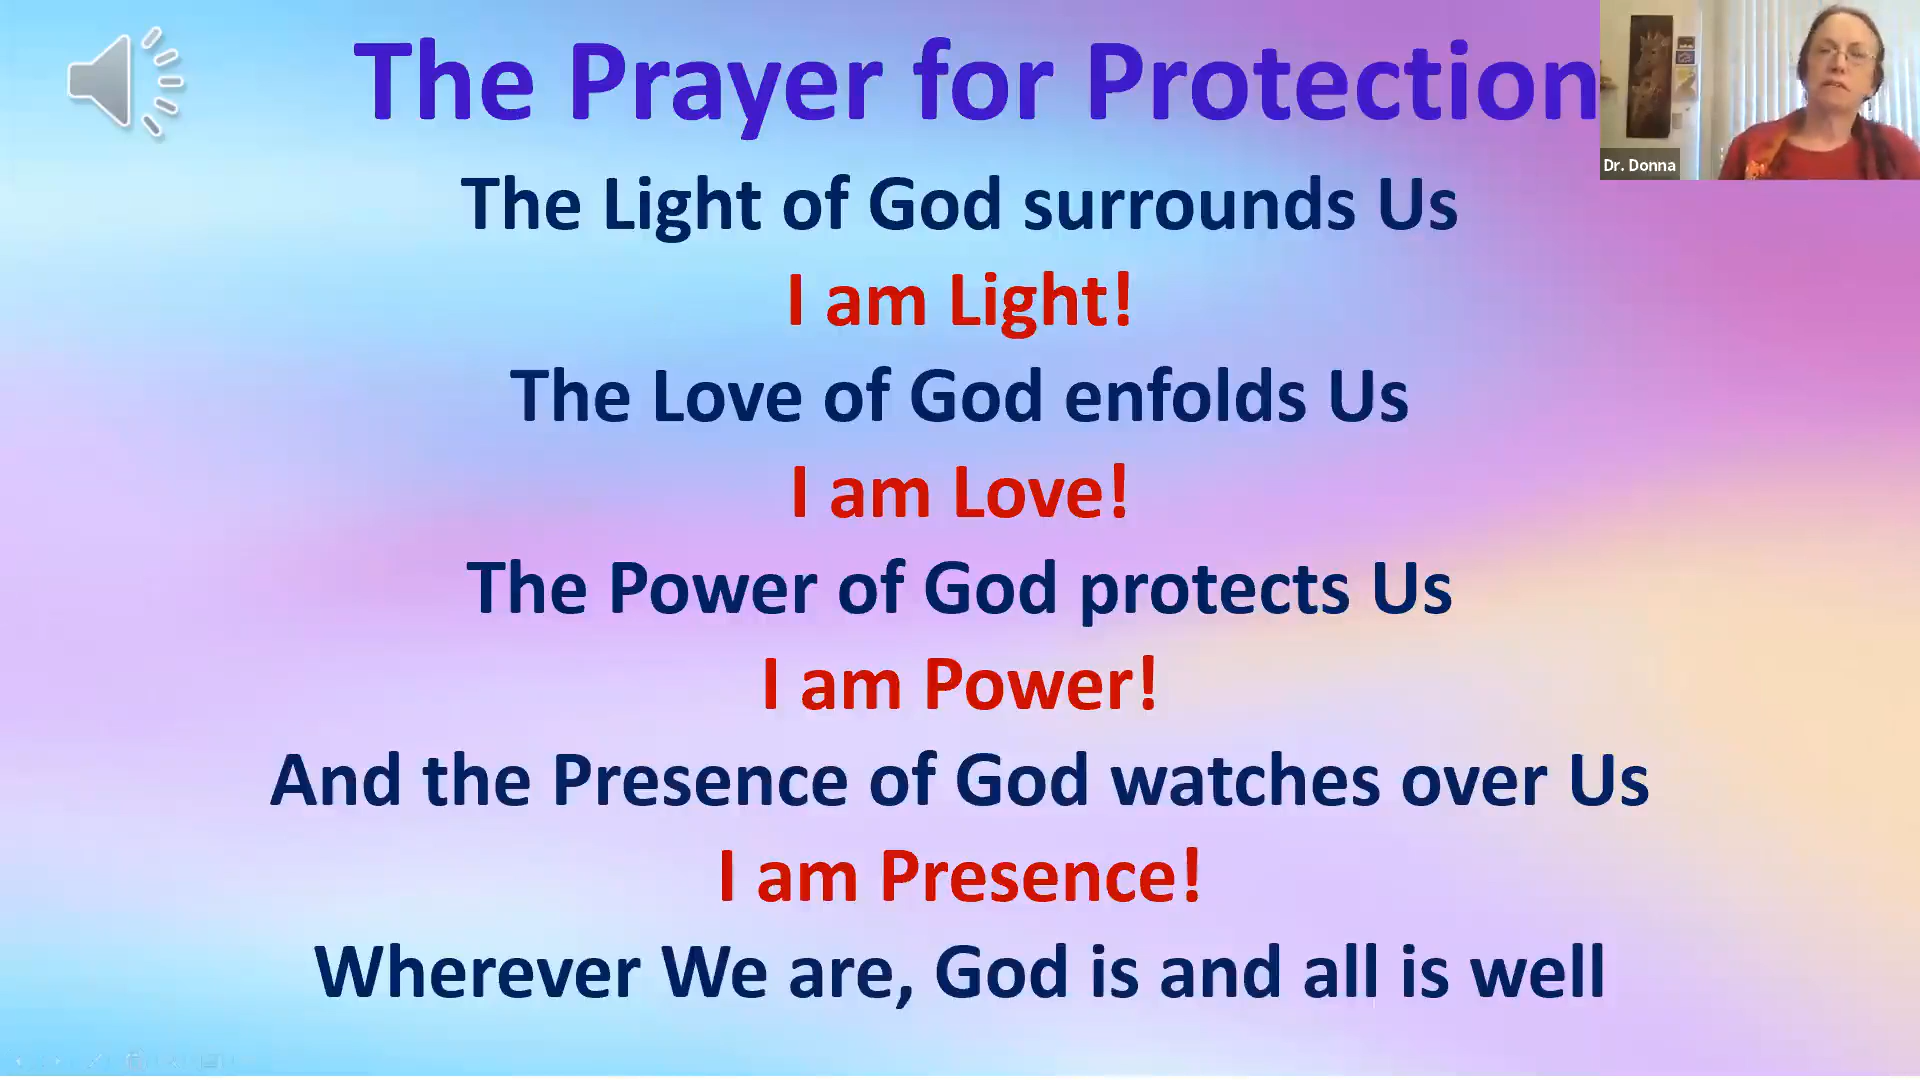 The Prayer for Protection
Dr. Donna
The Light of God surrounds Us
I am Light!
The Love of God enfolds Us
I am Love!
The Power of God protects Us
I am Power!
And the Presence of God watches over Us
I am Presence!
Wherever We are, God is and all is well